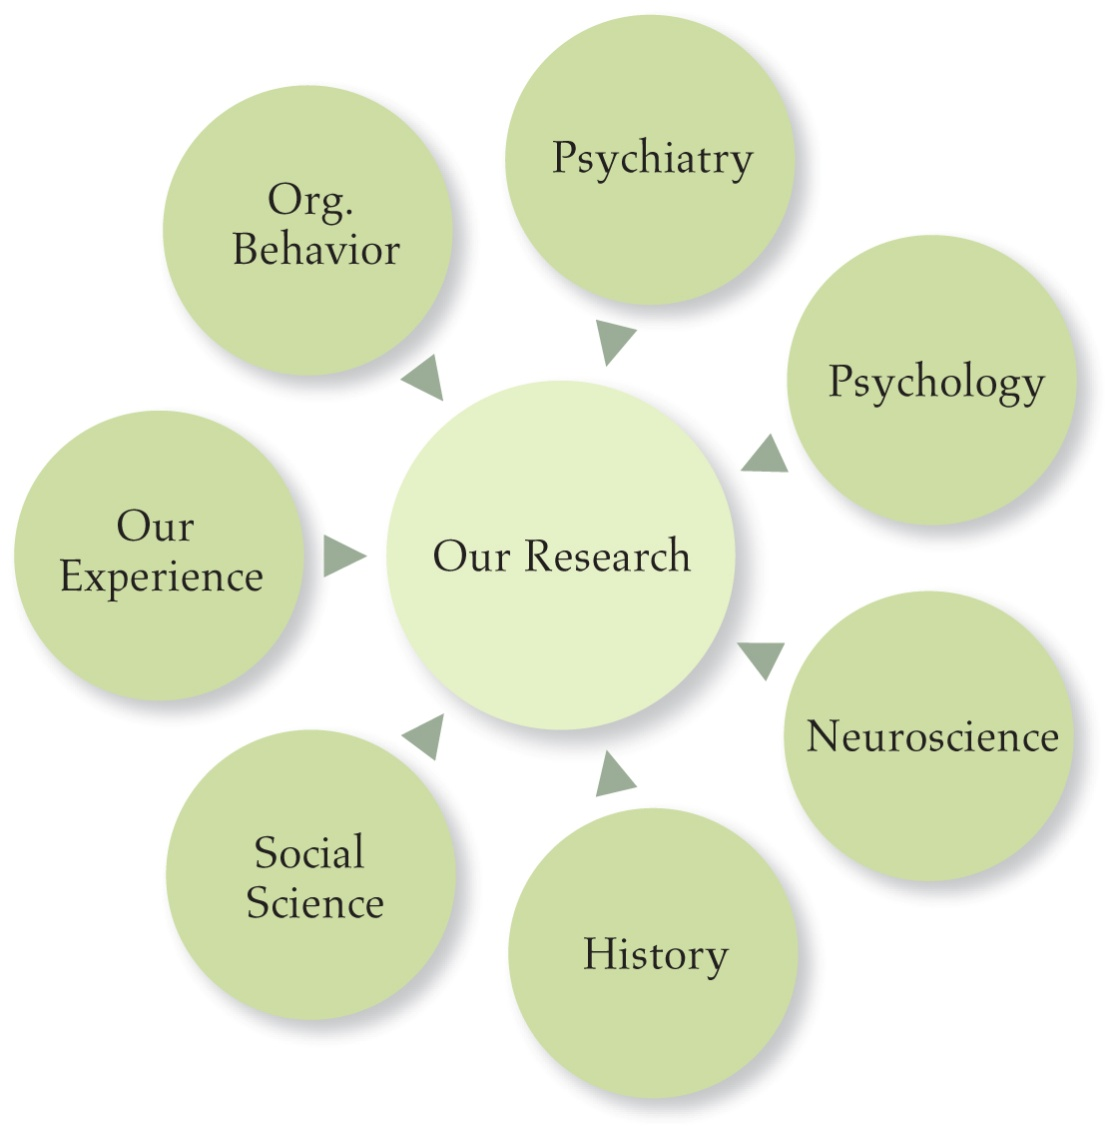 Psychiatry
Org.
Behavior
Psychology
Our
Experience
Our Research
Neuroscience
Social
Science
History